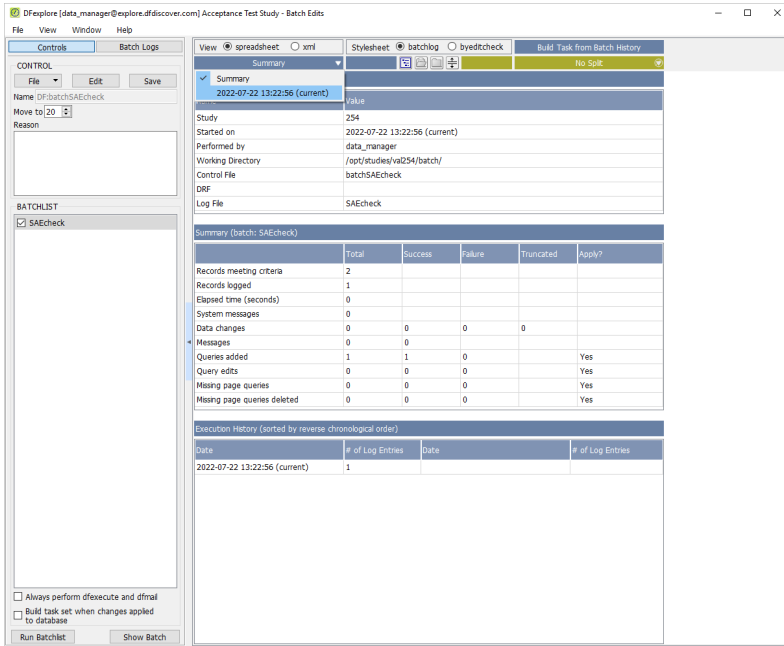 DFexplore [data_manager@explore.dfdiscover.com] Acceptance Test Study - Batch Edits
File View Window Help
Controls Batch Logs
CONTROL
File Edit Save
Name DF:batchSAEcheck
Move to 20
Reason
BATCHLIST
SAEcheck
Always perform dfexecute and dfmail
Build task set when changes applied
to database
Run Batchlist Show Batch
View spreadsheet xml Stylesheet batchlog byeditcheck Build Task from Batch History
Summary No Split
Summary
2022-07-22 13:22:56 (current)
Value
Study 254
Started on 2022-07-22 13:22:56 (current)
Performed by data_manager
Working Directory /opt/studies/val254/batch/
Control File batchSAEcheck
DRF
Log File SAEcheck
Summary (batch: SAEcheck)
Total Success Failure Truncated Apply?
Records meeting criteria 2
Records logged 1
Elapsed time (seconds) 0
System messages 0
Data changes 0 0 0 0
Messages 0 0
Queries added 1 1 0 Yes
Query edits 0 0 0 Yes
Missing page queries 0 0 0 Yes
Missing page queries deleted 0 0 0 Yes
Execution History (sorted by reverse chronological order)
Date # of Log Entries Date # of Log Entries
2022-07-22 13:22:56 (current) 1